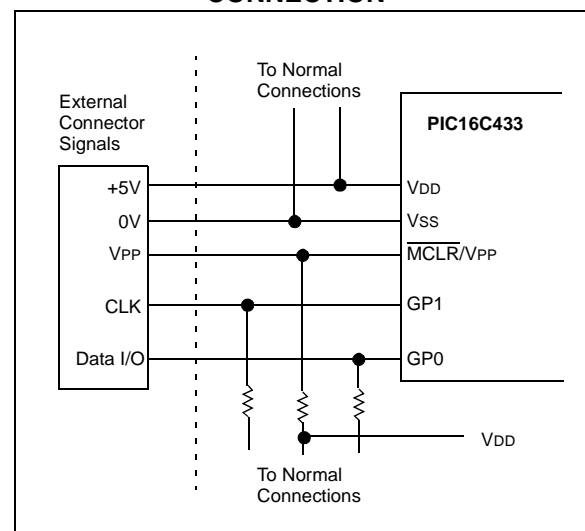 CONNECTION
To Normal
Connections
External
Connector
Signals
PIC16C433
+5V
VDD
0V
VSS
VPP
MCLR/VPP
CLK
GP1
Data I/O
GP0
VDD
To Normal
Connections